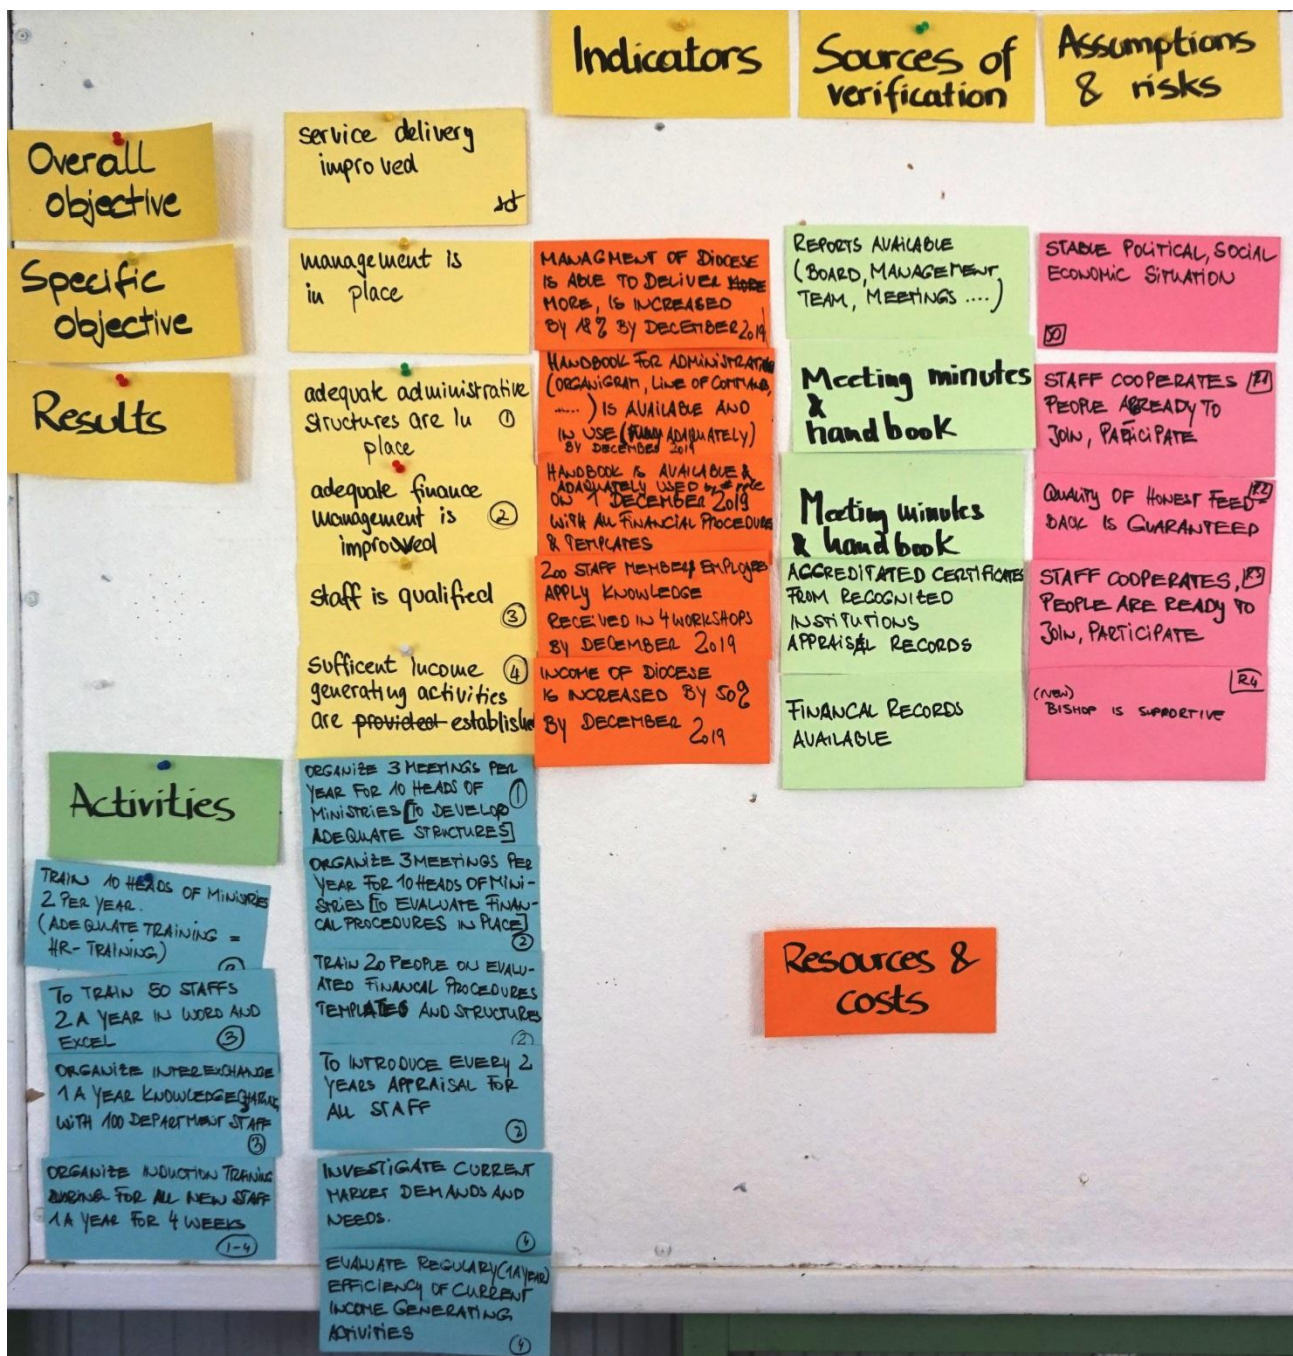 Indicators
Sources of
verification
Assumptions
& risks
Overall
objective
service delivery
improved
Specific
objective
management is
in place
MANAGMENT OF DIOCESE
IS ABLE TO DELIVER MORE
MORE, IS INCREASED
BY 18% BY DECEMBER 2019
REPORTS AVAILABLE
(BOARD, MANAGEMENT,
TEAM, MEETINGS ....)
STABLE POLITICAL, SOCIAL
ECONOMIC SITUATION
SO
Results
adequate administrative
structures are in ①
place
HANDBOOK FOR ADMINISTRATION
(ORGANIGRAM, LINE OF COMMAND,
.....) IS AVAILABLE AND
IN USE (FULLY ADAQUATELY)
BY DECEMBER 2019
Meeting minutes
&
handbook
STAFF COOPERATES R1
PEOPLE AREADY TO
JOIN, PARTICIPATE
adequate finance
management is ②
improved
HANDBOOK IS AVAILABLE &
ADAQUATELY USED
ON 1 DECEMBER 2019
WITH ALL FINANCIAL PROCEDURE
& TEMPLATES
Meeting minutes
& handbook
QUALITY OF HONEST FEED- R2
BACK IS GUARANTEED
staff is qualified
③
200 STAFF MEMBERS EMPLOYEES
APPLY KNOWLEDGE
RECEIVED IN 4 WORKSHOPS
BY DECEMBER 2019
ACCREDITATED CERTIFICATES
FROM RECOGNIZED
INSTITUTIONS
APPRAISAL RECORDS
STAFF COOPERATES, R3
PEOPLE ARE READY TO
JOIN, PARTICIPATE
sufficent income ④
generating activities
are provided established
INCOME OF DIOCESE
IS INCREASED BY 50%
BY DECEMBER
2019
FINANCAL RECORDS
AVAILABLE
R4
(NEW)
BISHOP IS SUPPORTIVE
Activities
ORGANIZE 3 MEETINGS PER
YEAR FOR 10 HEADS OF ①
MINISTRIES [TO DEVELOP
ADEQUATE STRUCTURES]
ORGANIZE 3 MEETINGS PER
YEAR FOR 10 HEADS OF MINI-
STRIES [TO EVALUATE FINAN-
CAL PROCEDURES IN PLACE]
②
TRAIN 20 PEOPLE ON EVALU-
ATED FINANCAL PROCEDURES
TEMPLATES AND STRUCTURES
②
TO INTRODUCE EVERY 2
YEARS APPRAISAL FOR
ALL STAFF
③
INVESTIGATE CURRENT
MARKET DEMANDS AND
NEEDS.
④
EVALUATE REGULARY (1A YEAR)
EFFICIENCY OF CURRENT
INCOME GENERATING
ACTIVITIES
④
TRAIN 10 HEADS OF MINISTRIES
2 PER YEAR.
(ADEQUATE TRAINING =
HR-TRAINING)
TO TRAIN 50 STAFFS
2 A YEAR IN WORD AND
EXCEL ③
ORGANIZE INTEREXCHANGE
1 A YEAR KNOWLEDGE SHARING
WITH 100 DEPARTMENT STAFF
③
ORGANIZE INDUCTION TRAINING
DURING FOR ALL NEW STAFF
1 A YEAR FOR 4 WEEKS
1-4
Resources &
costs